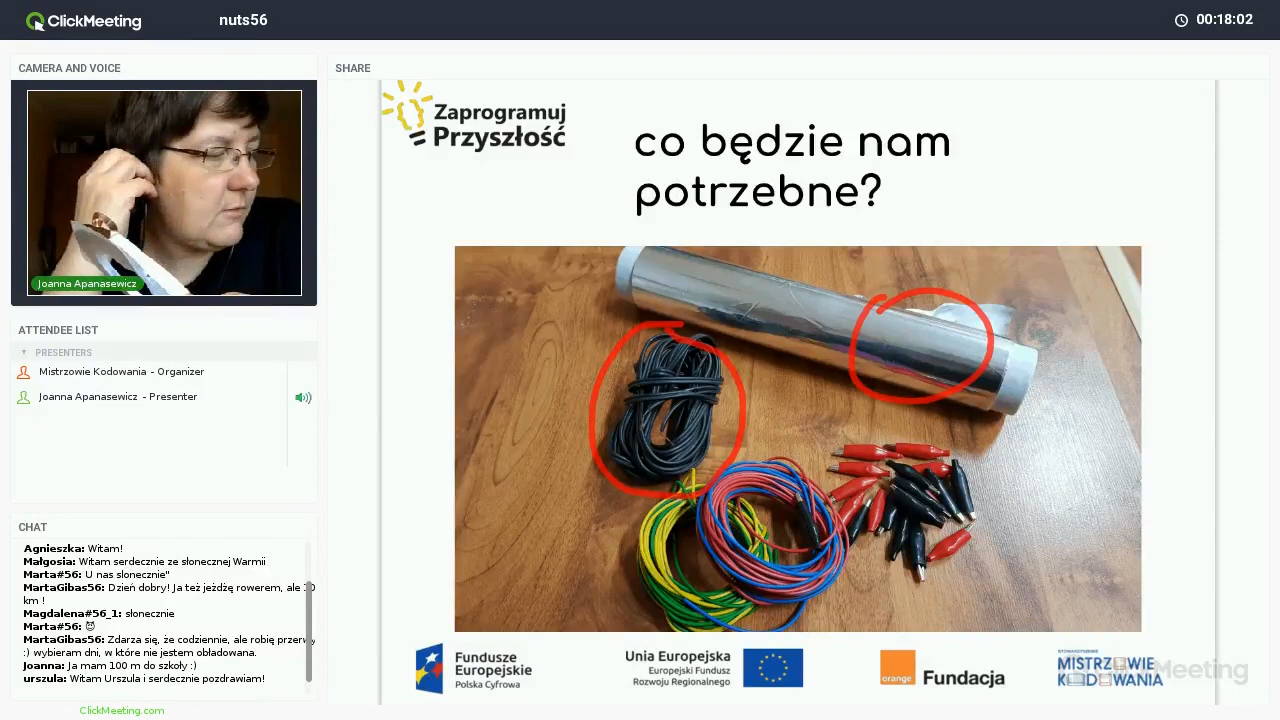 ClickMeeting
nuts56
00:18:02
CAMERA AND VOICE
Joanna Apanasewicz
ATTENDEE LIST
PRESENTERS
Mistrzowie Kodowania - Organizer
Joanna Apanasewicz - Presenter
CHAT
Agnieszka: Witam!
Małgosia: Witam serdecznie ze słonecznej Warmii
Marta#56: U nas słonecznie"
MartaGibas56: Dzień dobry! Ja też jeżdżę rowerem, ale 10
km !
Magdalena#56_1: słonecznie
Marta#56: 😈
MartaGibas56: Zdarza się, że codziennie, ale robię przerwy
:) wybieram dni, w które nie jestem obładowana.
Joanna: Ja mam 100 m do szkoły :)
urszula: Witam Urszula i serdecznie pozdrawiam!
ClickMeeting.com
SHARE
Zaprogramuj
Przyszłość
co będzie nam
potrzebne?
Fundusze
Europejskie
Polska Cyfrowa
Unia Europejska
Europejski Fundusz
Rozwoju Regionalnego
orange
Fundacja
STOWARZYSZENIE
MISTRZOWIE
KODOWANIA
ClickMeeting